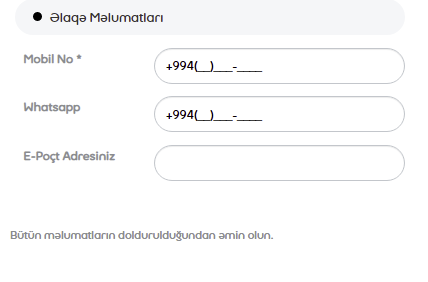 Əlaqə Məlumatları
Mobil No *
+994(__)___-____
Whatsapp
+994(__)___-____
E-Poçt Adresiniz
Bütün məlumatların doldurulduğundan əmin olun.